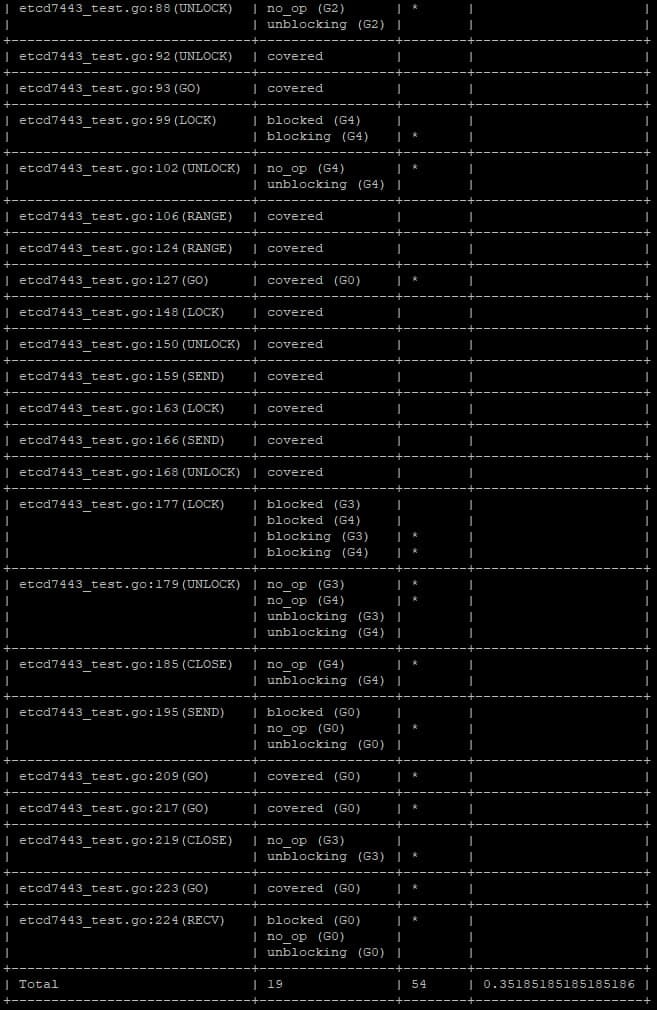 | etcd7443_test.go:88(UNLOCK) | no_op (G2) | * | |
| | unblocking (G2) | | |
+-------------------------------+-----------------+--------+---------------------+
| etcd7443_test.go:92(UNLOCK) | covered | | |
+-------------------------------+-----------------+--------+---------------------+
| etcd7443_test.go:93(GO) | covered | | |
+-------------------------------+-----------------+--------+---------------------+
| etcd7443_test.go:99(LOCK) | blocked (G4) | | |
| | blocking (G4) | * | |
+-------------------------------+-----------------+--------+---------------------+
| etcd7443_test.go:102(UNLOCK) | no_op (G4) | * | |
| | unblocking (G4) | | |
+-------------------------------+-----------------+--------+---------------------+
| etcd7443_test.go:106(RANGE) | covered | | |
+-------------------------------+-----------------+--------+---------------------+
| etcd7443_test.go:124(RANGE) | covered | | |
+-------------------------------+-----------------+--------+---------------------+
| etcd7443_test.go:127(GO) | covered (G0) | * | |
+-------------------------------+-----------------+--------+---------------------+
| etcd7443_test.go:148(LOCK) | covered | | |
+-------------------------------+-----------------+--------+---------------------+
| etcd7443_test.go:150(UNLOCK) | covered | | |
+-------------------------------+-----------------+--------+---------------------+
| etcd7443_test.go:159(SEND) | covered | | |
+-------------------------------+-----------------+--------+---------------------+
| etcd7443_test.go:163(LOCK) | covered | | |
+-------------------------------+-----------------+--------+---------------------+
| etcd7443_test.go:166(SEND) | covered | | |
+-------------------------------+-----------------+--------+---------------------+
| etcd7443_test.go:168(UNLOCK) | covered | | |
+-------------------------------+-----------------+--------+---------------------+
| etcd7443_test.go:177(LOCK) | blocked (G3) | | |
| | blocked (G4) | | |
| | blocking (G3) | * | |
| | blocking (G4) | * | |
+-------------------------------+-----------------+--------+---------------------+
| etcd7443_test.go:179(UNLOCK) | no_op (G3) | * | |
| | no_op (G4) | * | |
| | unblocking (G3) | | |
| | unblocking (G4) | | |
+-------------------------------+-----------------+--------+---------------------+
| etcd7443_test.go:185(CLOSE) | no_op (G4) | * | |
| | unblocking (G4) | | |
+-------------------------------+-----------------+--------+---------------------+
| etcd7443_test.go:195(SEND) | blocked (G0) | | |
| | no_op (G0) | * | |
| | unblocking (G0) | | |
+-------------------------------+-----------------+--------+---------------------+
| etcd7443_test.go:209(GO) | covered (G0) | * | |
+-------------------------------+-----------------+--------+---------------------+
| etcd7443_test.go:217(GO) | covered (G0) | * | |
+-------------------------------+-----------------+--------+---------------------+
| etcd7443_test.go:219(CLOSE) | no_op (G3) | | |
| | unblocking (G3) | * | |
+-------------------------------+-----------------+--------+---------------------+
| etcd7443_test.go:223(GO) | covered (G0) | * | |
+-------------------------------+-----------------+--------+---------------------+
| etcd7443_test.go:224(RECV) | blocked (G0) | * | |
| | no_op (G0) | | |
| | unblocking (G0) | | |
+-------------------------------+-----------------+--------+---------------------+
| Total | 19 | 54 | 0.35185185185185186 |
+-------------------------------+-----------------+--------+---------------------+